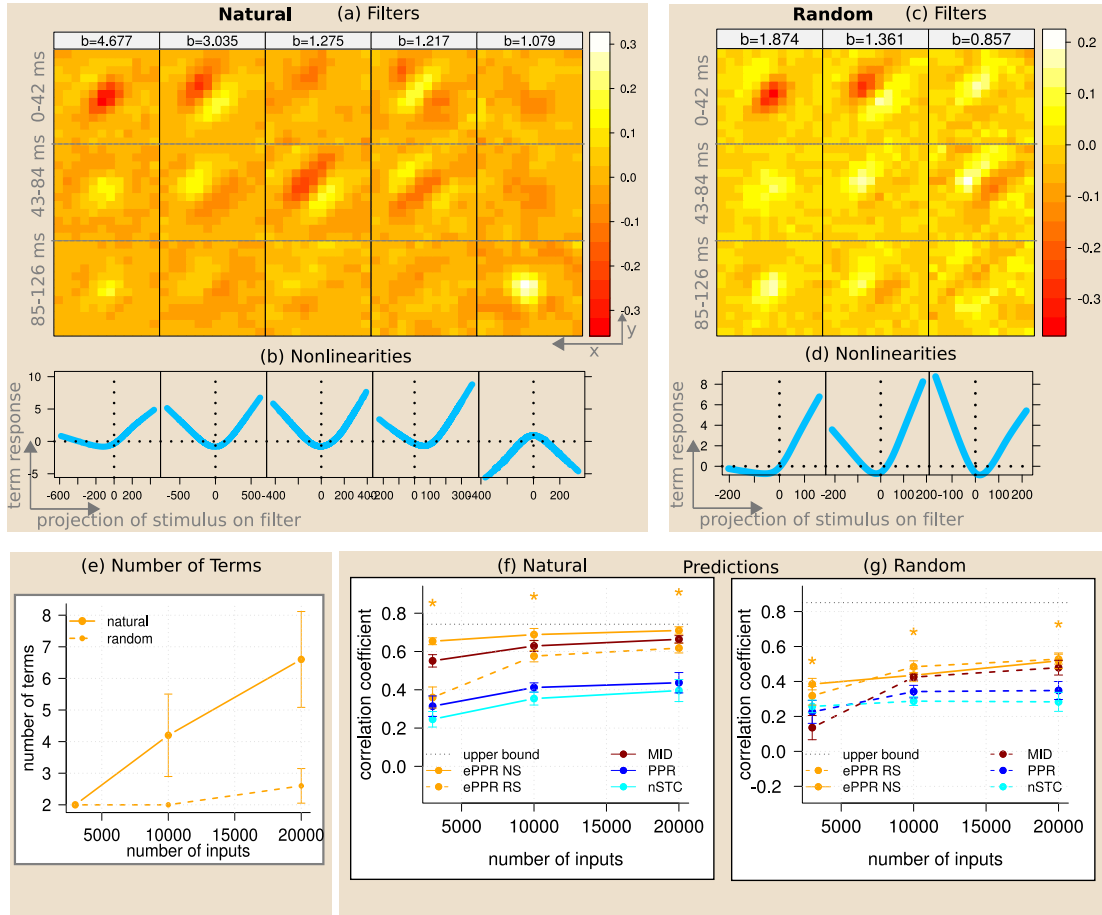 Natural (a) Filters
b=4.677 b=3.035 b=1.275 b=1.217 b=1.079
0-42 ms
43-84 ms
85-126 ms
0.3
0.2
0.1
0.0
-0.1
-0.2
-0.3
y
x
(b) Nonlinearities
term response
10
5
0
-5
-600 -400 -200 0 200
-500 0 500
-400 -200 0 200 400
-200 0 100 300
-400 0 200
projection of stimulus on filter
Random (c) Filters
b=1.874 b=1.361 b=0.857
0-42 ms
43-84 ms
85-126 ms
0.2
0.1
0.0
-0.1
-0.2
-0.3
(d) Nonlinearities
term response
8
6
4
2
0
-200 0 100
-200 0 100 200
-200 0 100 200
projection of stimulus on filter
(e) Number of Terms
number of terms
8
7
6
5
4
3
2
natural
random
5000 10000 15000 20000
number of inputs
Predictions
(f) Natural
correlation coefficient
0.8
0.6
0.4
0.2
0.0
* * *
upper bound
ePPR NS
ePPR RS
MID
PPR
nSTC
5000 10000 15000 20000
number of inputs
(g) Random
correlation coefficient
0.8
0.6
0.4
0.2
0.0
-0.2
* * *
upper bound
ePPR RS
ePPR NS
MID
PPR
nSTC
5000 10000 15000 20000
number of inputs